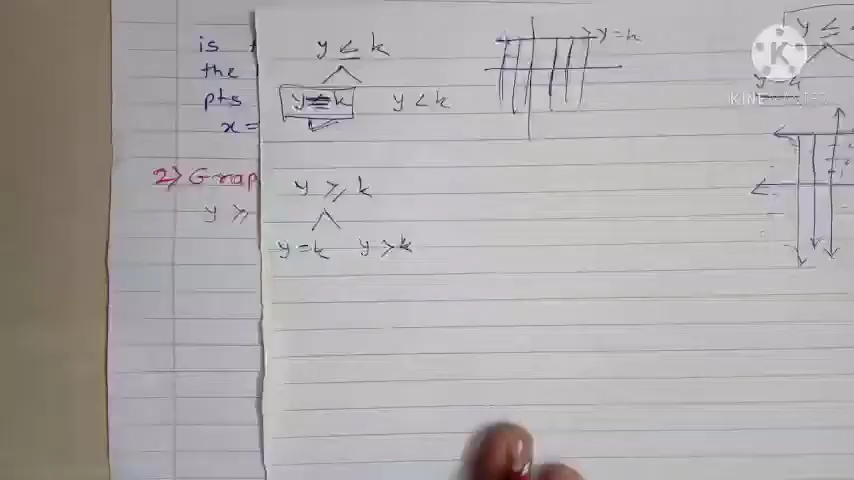 is
the
pts
x =
2) Grap
y ≥
y ≤ k
y = k y < k
y = k
y ≥ k
y = k y > k
y ≤
K
KINEMASTER